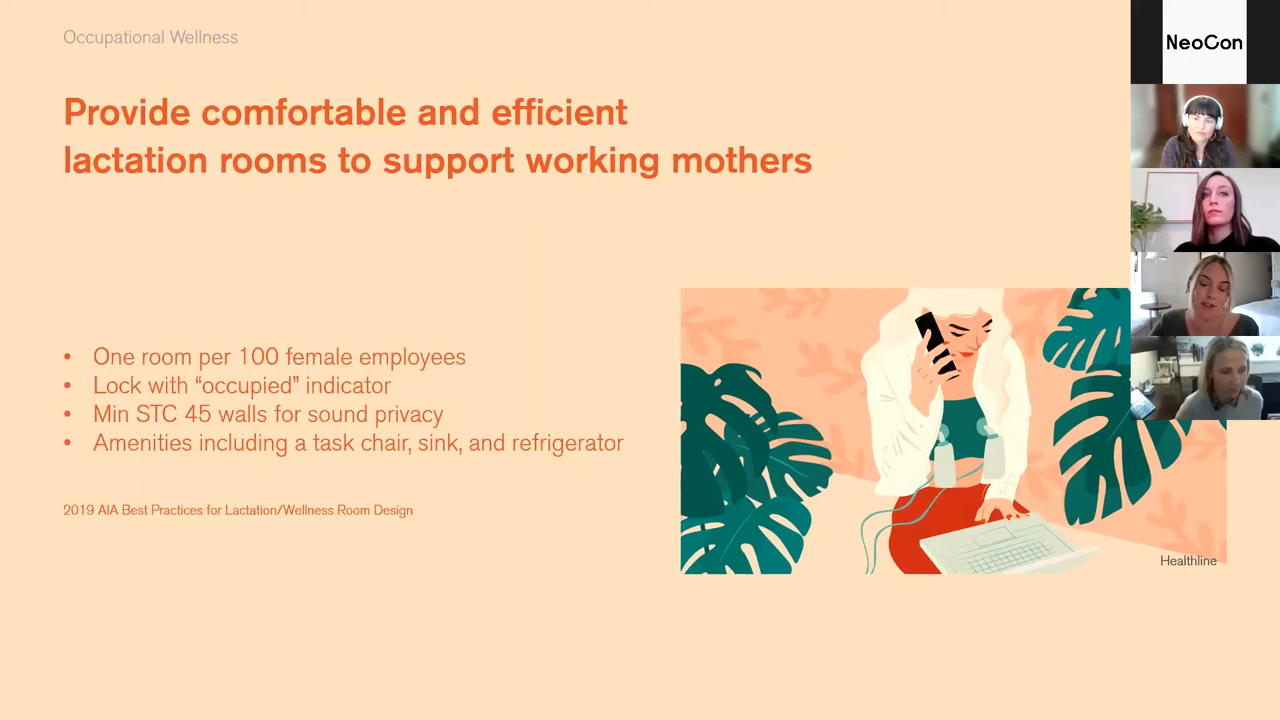 Occupational Wellness
NeoCon
Provide comfortable and efficient
lactation rooms to support working mothers
• One room per 100 female employees
• Lock with “occupied” indicator
• Min STC 45 walls for sound privacy
• Amenities including a task chair, sink, and refrigerator
2019 AIA Best Practices for Lactation/Wellness Room Design
Healthline